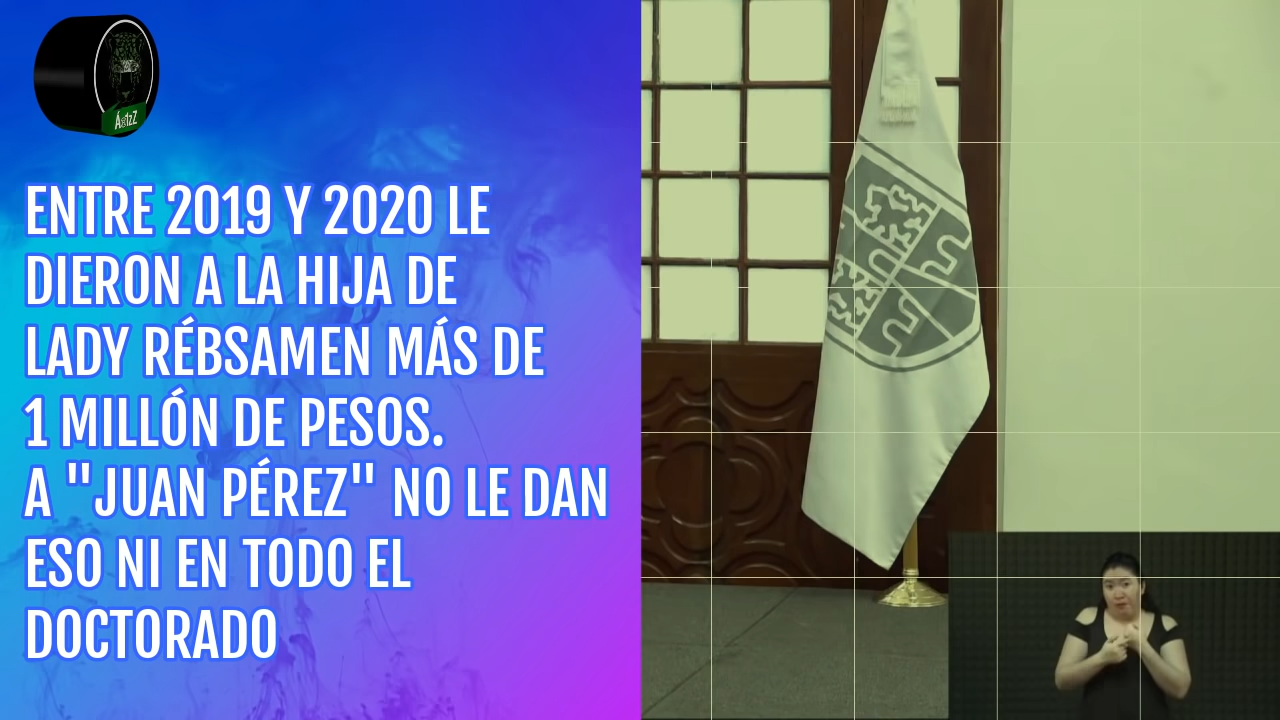 ENTRE 2019 Y 2020 LE
DIERON A LA HIJA DE
LADY RÉBSAMEN MÁS DE
1 MILLÓN DE PESOS.
A "JUAN PÉREZ" NO LE DAN
ESO NI EN TODO EL
DOCTORADO